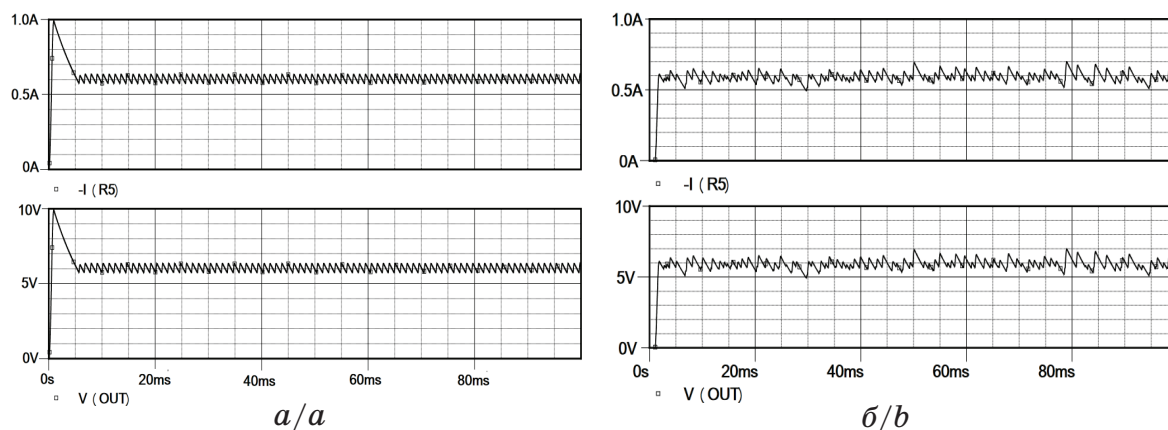 1.0A
0.5A
0A
-I (R5)
10V
5V
0V
0s 20ms 40ms 60ms 80ms
V (OUT)
а/a
1.0A
0.5A
0A
-I (R5)
10V
5V
0V
0s 20ms 40ms 60ms 80ms
V (OUT)
б/b